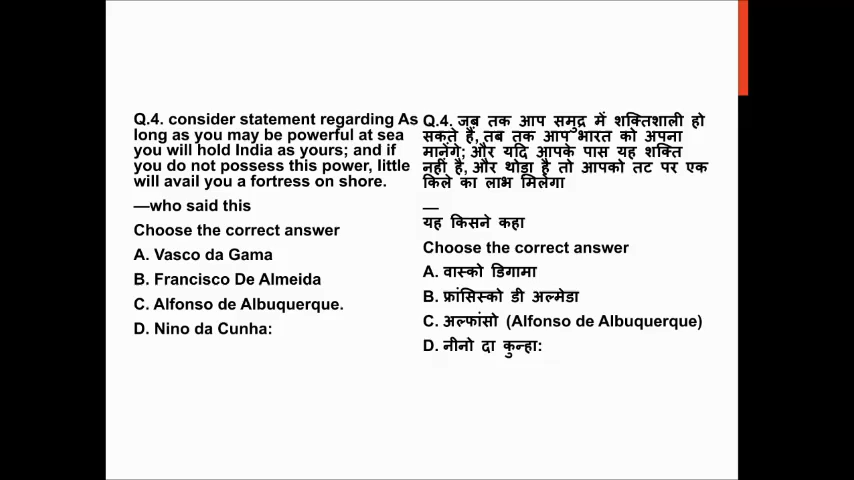 Q.4. consider statement regarding As
long as you may be powerful at sea
you will hold India as yours; and if
you do not possess this power, little
will avail you a fortress on shore.
—who said this
Choose the correct answer
A. Vasco da Gama
B. Francisco De Almeida
C. Alfonso de Albuquerque.
D. Nino da Cunha:
Q.4. जब तक आप समुद्र में शक्तिशाली हो
सकते हैं, तब तक आप भारत को अपना
मानेंगे; और यदि आपके पास यह शक्ति
नहीं है, और थोड़ा है तो आपको तट पर एक
किले का लाभ मिलेगा
—
यह किसने कहा
Choose the correct answer
A. वास्को डिगामा
B. फ्रांसिस्को डी अल्मेडा
C. अल्फांसो (Alfonso de Albuquerque)
D. नीनो दा कुन्हा: